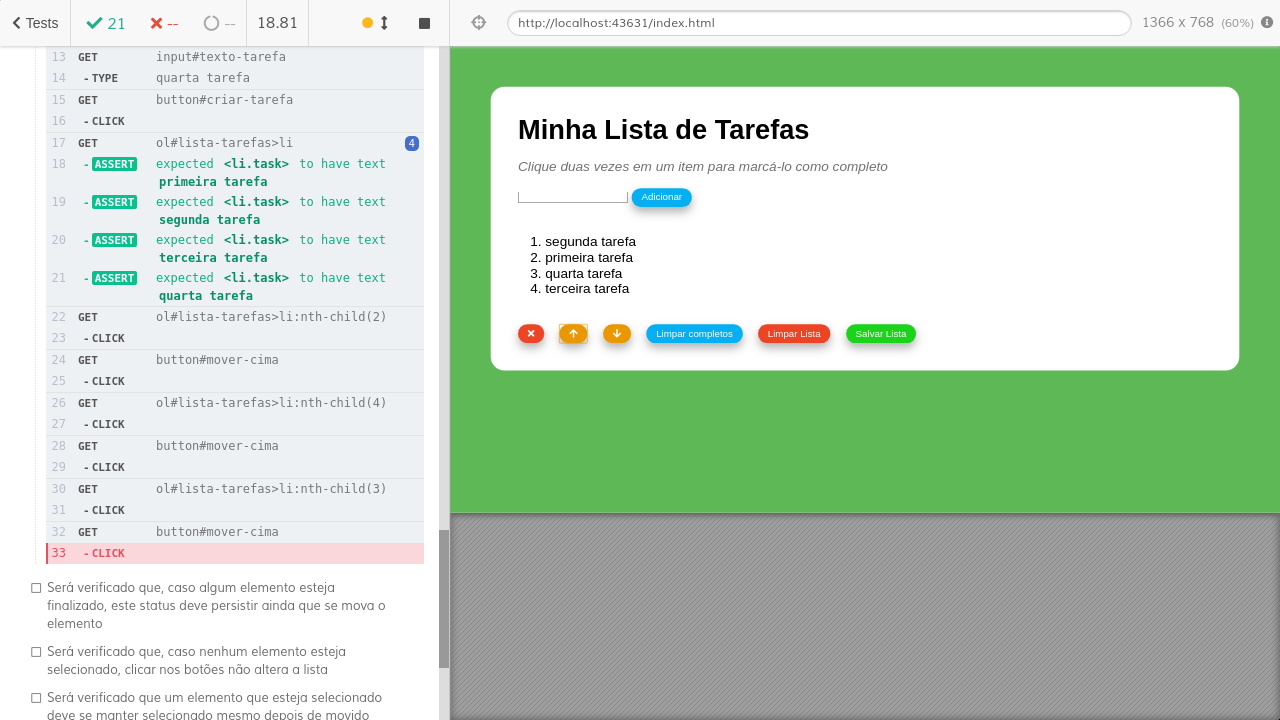 Tests
21
--
--
18.81
http://localhost:43631/index.html
1366 x 768 (60%)
13 GET input#texto-tarefa
14 -TYPE quarta tarefa
15 GET button#criar-tarefa
16 -CLICK
17 GET ol#lista-tarefas>li 4
18 -ASSERT expected <li.task> to have text
primeira tarefa
19 -ASSERT expected <li.task> to have text
segunda tarefa
20 -ASSERT expected <li.task> to have text
terceira tarefa
21 -ASSERT expected <li.task> to have text
quarta tarefa
22 GET ol#lista-tarefas>li:nth-child(2)
23 -CLICK
24 GET button#mover-cima
25 -CLICK
26 GET ol#lista-tarefas>li:nth-child(4)
27 -CLICK
28 GET button#mover-cima
29 -CLICK
30 GET ol#lista-tarefas>li:nth-child(3)
31 -CLICK
32 GET button#mover-cima
33 -CLICK
Será verificado que, caso algum elemento esteja
finalizado, este status deve persistir ainda que se mova o
elemento
Será verificado que, caso nenhum elemento esteja
selecionado, clicar nos botões não altera a lista
Será verificado que um elemento que esteja selecionado
deve se manter selecionado mesmo depois de movido
Minha Lista de Tarefas
Clique duas vezes em um item para marcá-lo como completo
Adicionar
1. segunda tarefa
2. primeira tarefa
3. quarta tarefa
4. terceira tarefa
Limpar completos
Limpar Lista
Salvar Lista